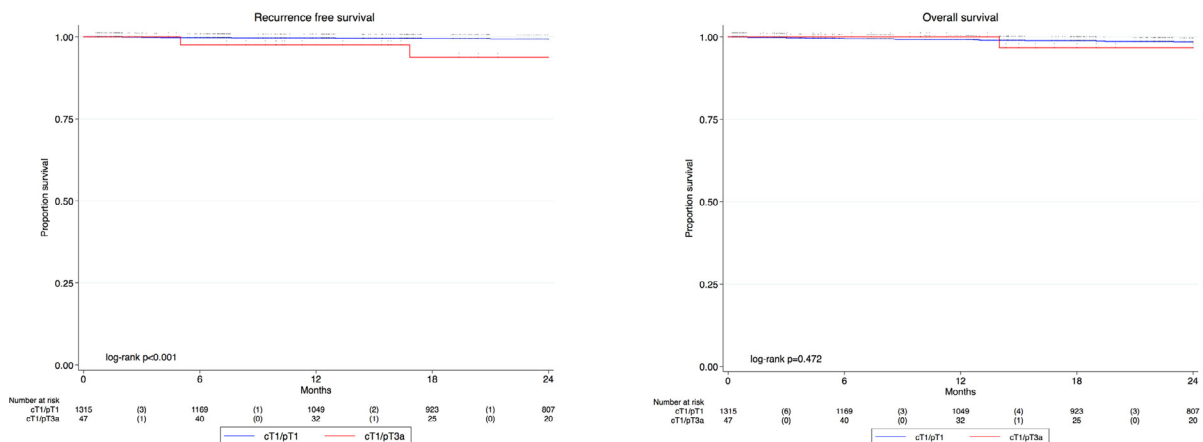 Recurrence free survival
1.00
0.75
0.50
0.25
0.00
Proportion survival
log-rank p<0.001
0 6 12 18 24
Months
Number at risk
cT1/pT1 1315 (3) 1169 (1) 1049 (2) 923 (1) 807
cT1/pT3a 47 (1) 40 (0) 32 (1) 25 (0) 20
cT1/pT1 cT1/pT3a
Overall survival
1.00
0.75
0.50
0.25
0.00
Proportion survival
log-rank p=0.472
0 6 12 18 24
Months
Number at risk
cT1/pT1 1315 (6) 1169 (3) 1049 (4) 923 (3) 807
cT1/pT3a 47 (0) 40 (0) 32 (1) 25 (0) 20
cT1/pT1 cT1/pT3a